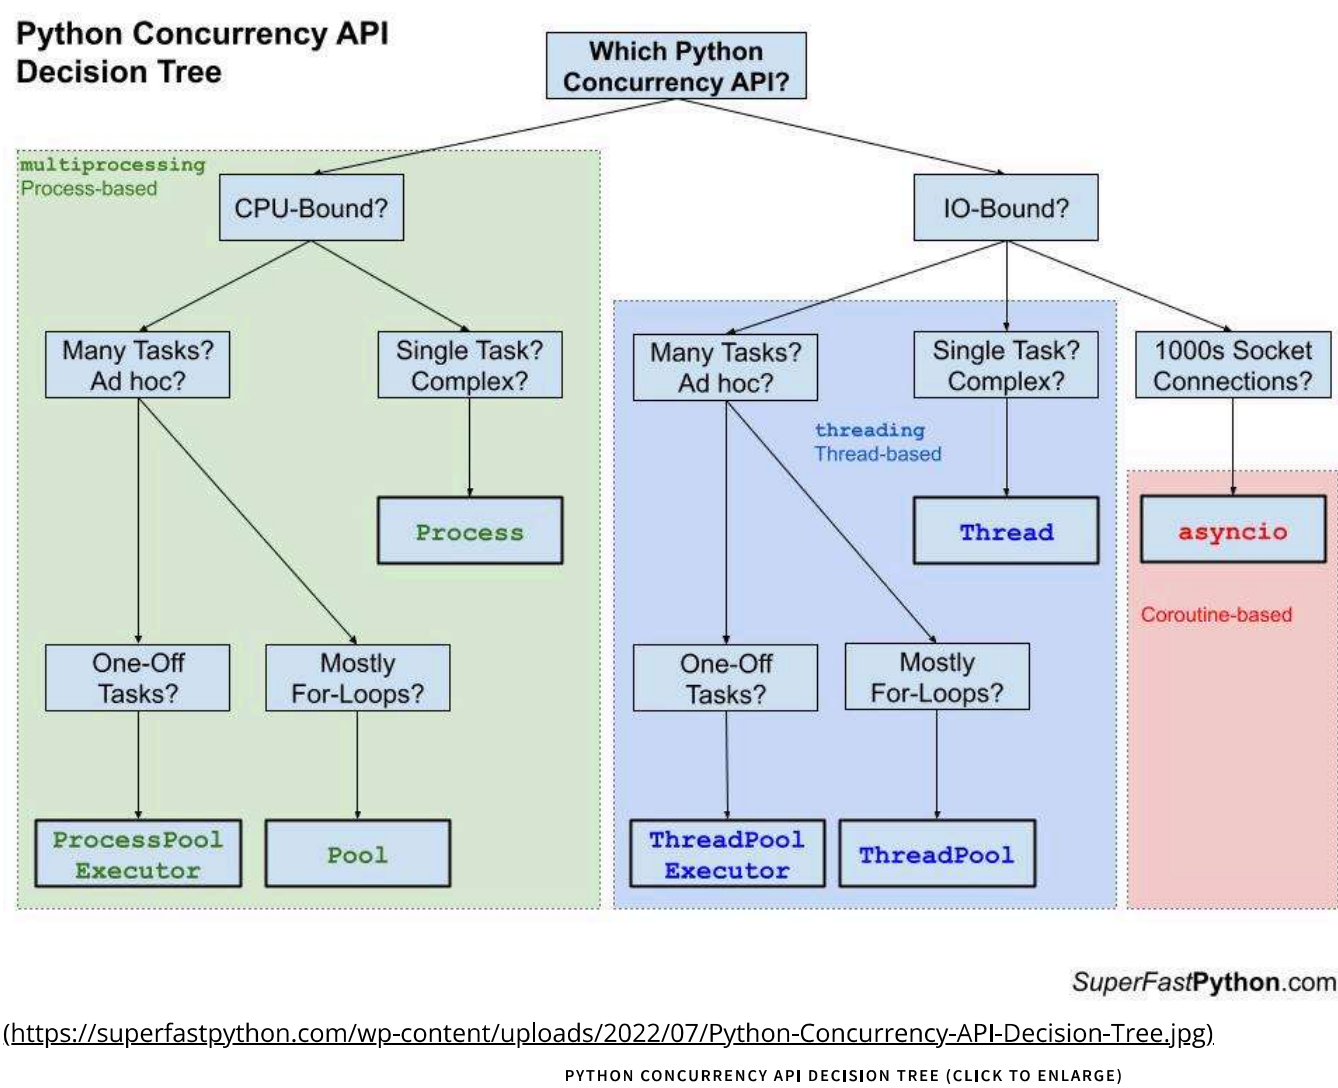 Python Concurrency API
Decision Tree
Which Python
Concurrency API?
multiprocessing
Process-based
CPU-Bound?
IO-Bound?
Many Tasks?
Ad hoc?
Single Task?
Complex?
Many Tasks?
Ad hoc?
Single Task?
Complex?
1000s Socket
Connections?
threading
Thread-based
Process
Thread
asyncio
Coroutine-based
One-Off
Tasks?
Mostly
For-Loops?
One-Off
Tasks?
Mostly
For-Loops?
ProcessPool
Executor
Pool
ThreadPool
Executor
ThreadPool
SuperFastPython.com
(https://superfastpython.com/wp-content/uploads/2022/07/Python-Concurrency-API-Decision-Tree.jpg)
PYTHON CONCURRENCY API DECISION TREE (CLICK TO ENLARGE)